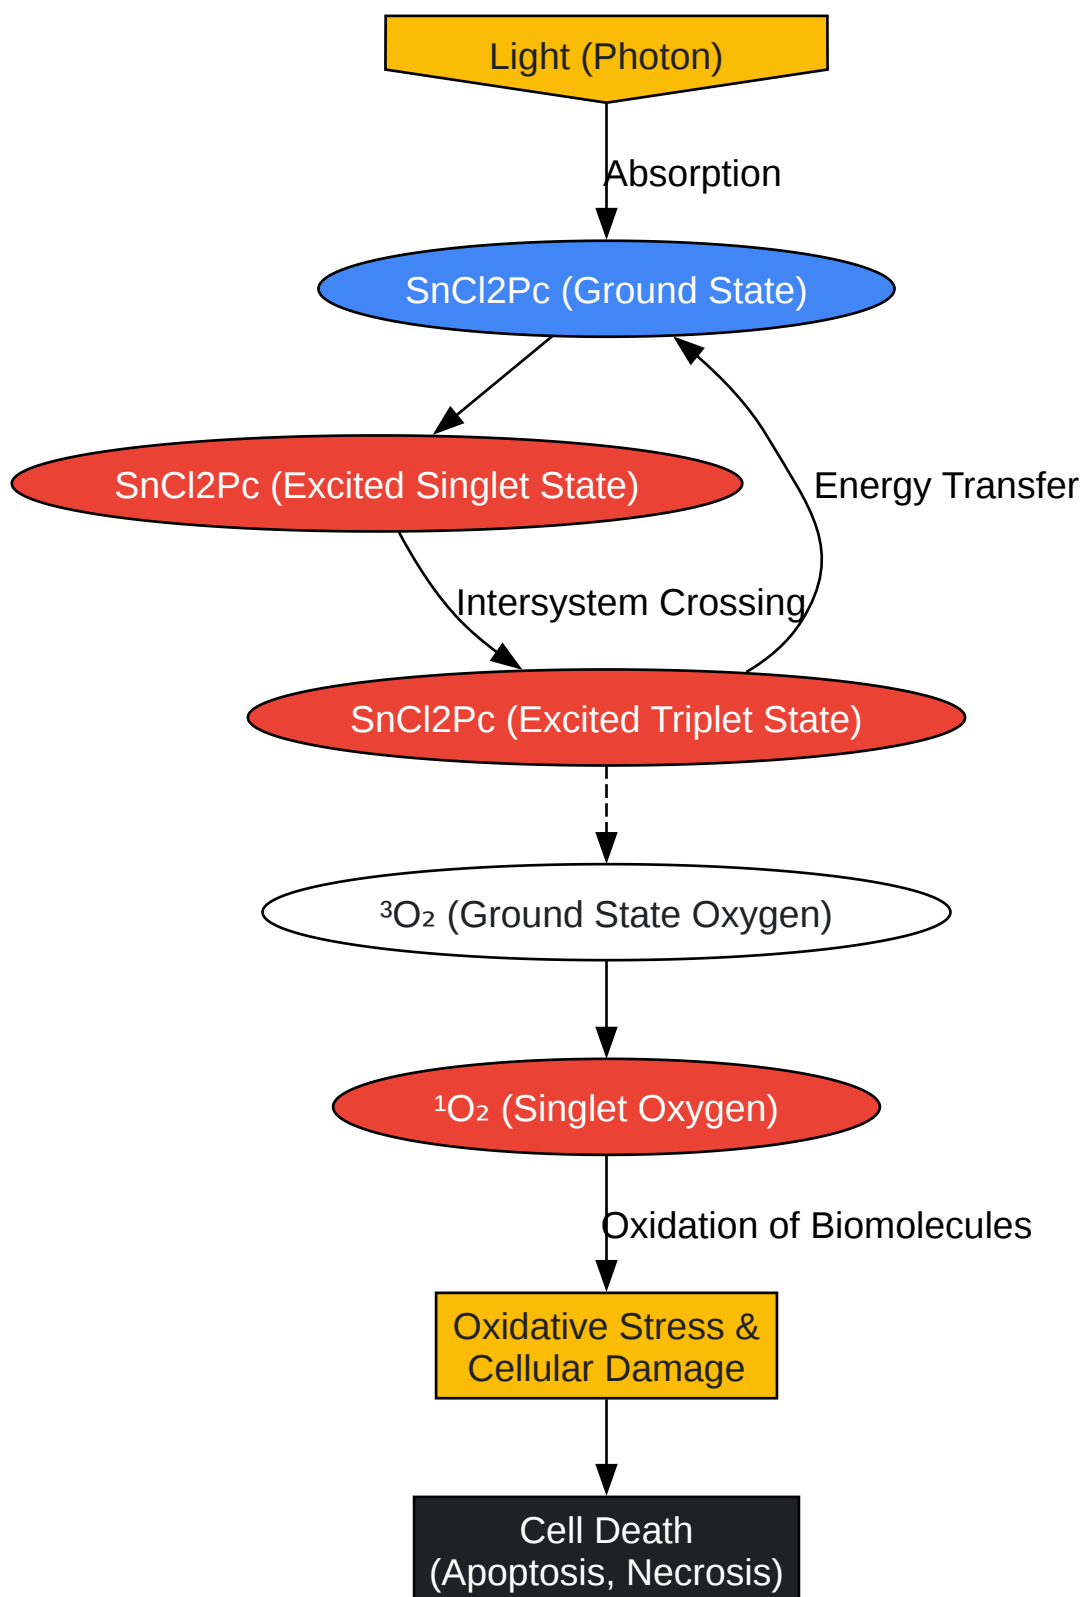 Light (Photon)
Absorption
SnCl2Pc (Ground State)
SnCl2Pc (Excited Singlet State)
Energy Transfer
Intersystem Crossing
SnCl2Pc (Excited Triplet State)
³O₂ (Ground State Oxygen)
¹O₂ (Singlet Oxygen)
Oxidation of Biomolecules
Oxidative Stress &
Cellular Damage
Cell Death
(Apoptosis, Necrosis)